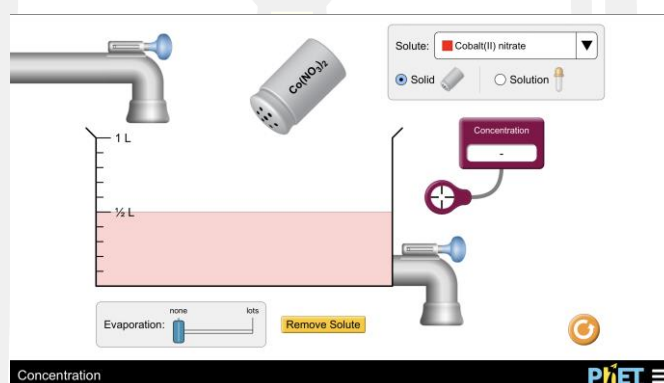 Solute: Cobalt(II) nitrate
Solid Solution
Co(NO3)2
Concentration
-
1 L
½ L
none lots
Evaporation:
Remove Solute
Concentration
PhET